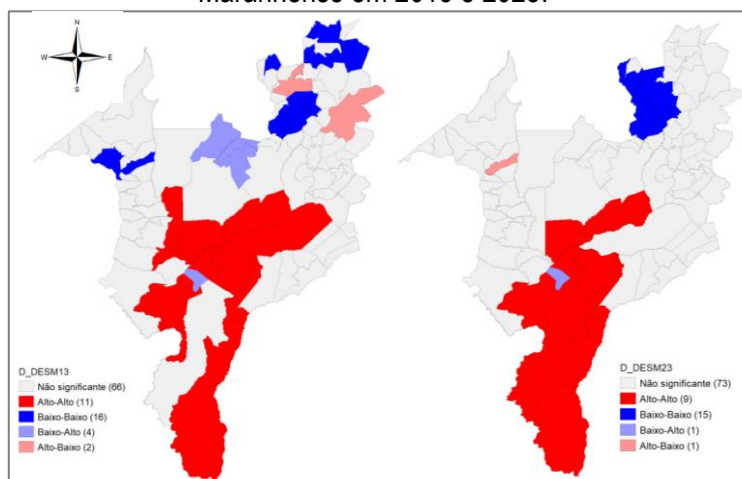 Maranhense em 2013 e 2023.
N
W E
S
D_DESM13
Não significante (66)
Alto-Alto (11)
Baixo-Baixo (16)
Baixo-Alto (4)
Alto-Baixo (2)
D_DESM23
Não significante (73)
Alto-Alto (9)
Baixo-Baixo (15)
Baixo-Alto (1)
Alto-Baixo (1)